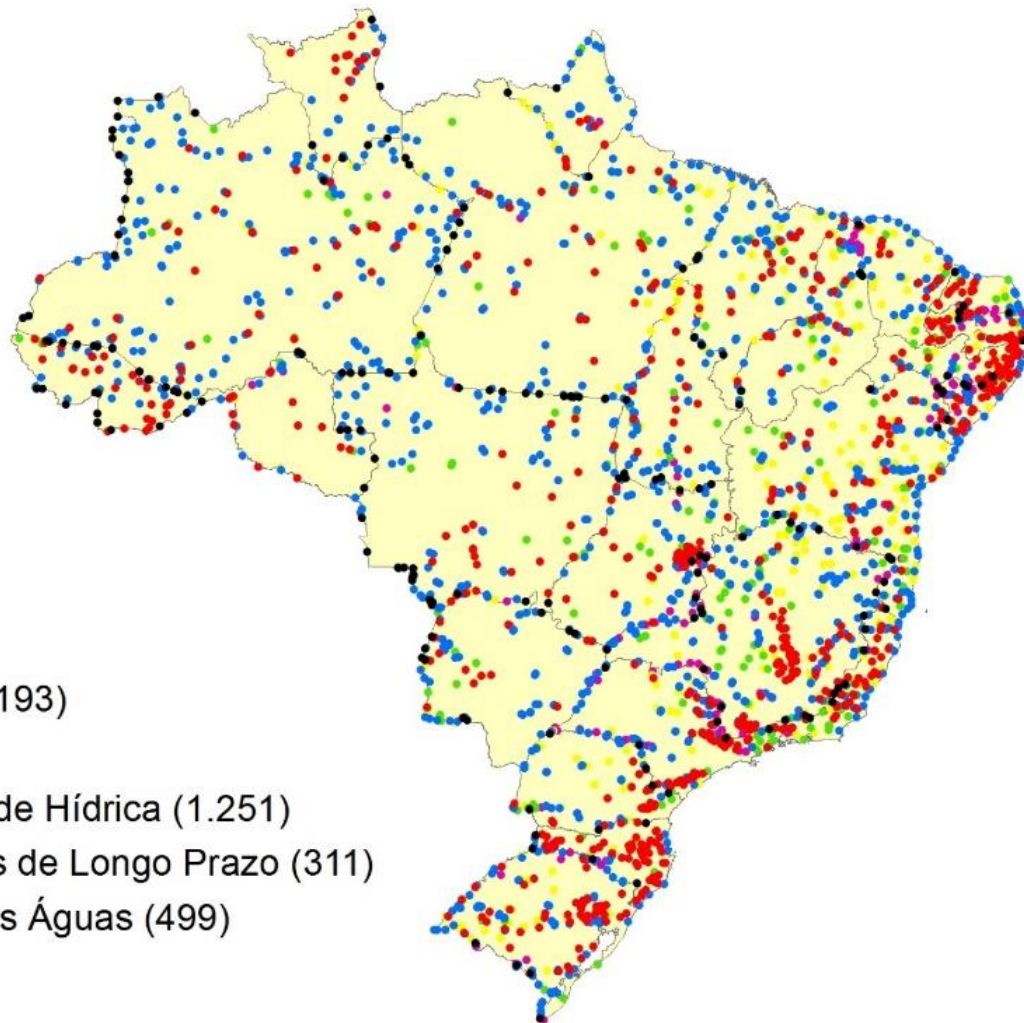 193)
de Hídrica (1.251)
s de Longo Prazo (311)
s Águas (499)